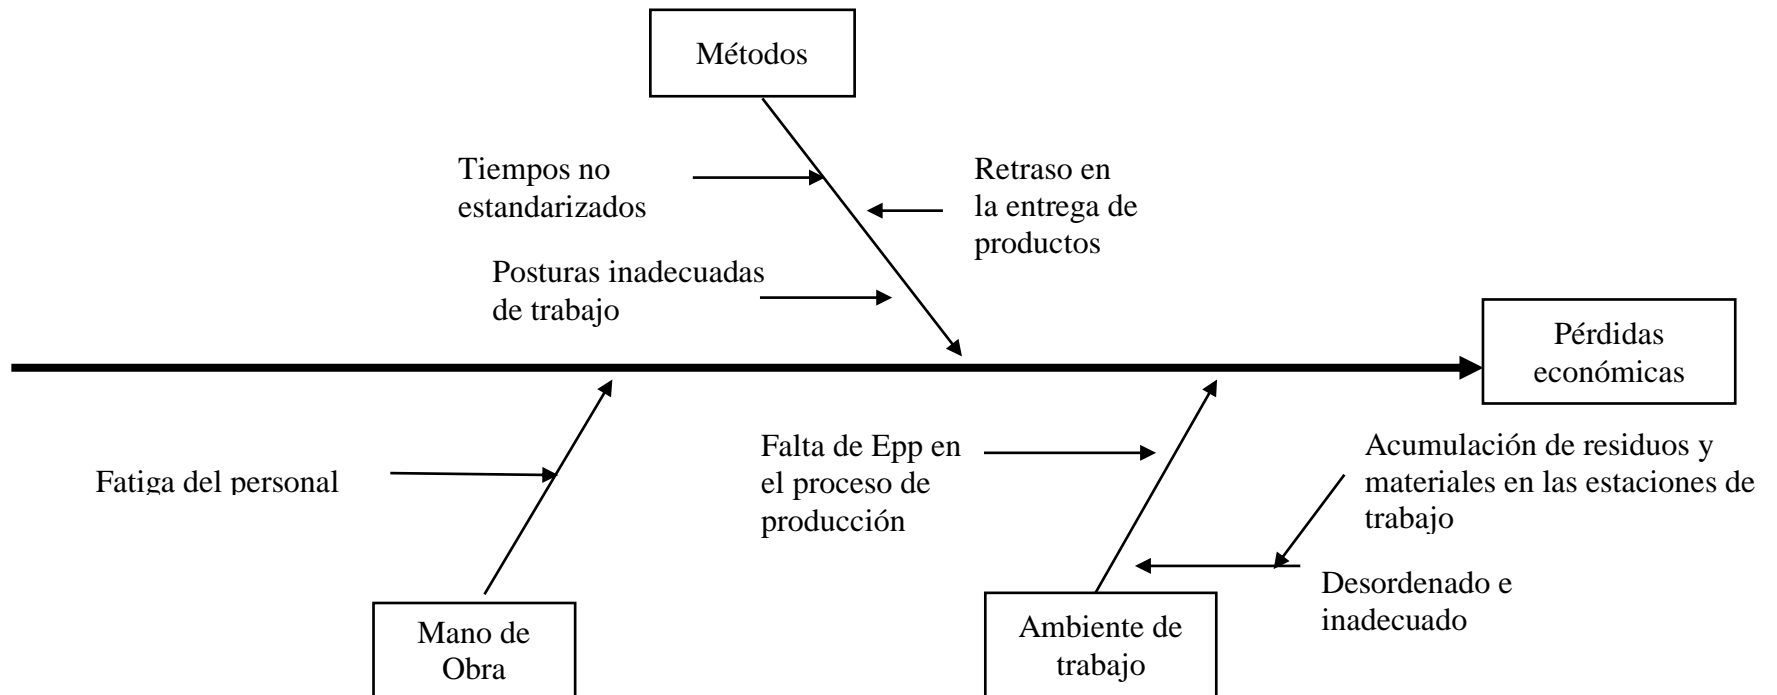 Métodos
Tiempos no
estandarizados
Retraso en
la entrega de
productos
Posturas inadecuadas
de trabajo
Pérdidas
económicas
Fatiga del personal
Falta de Epp en
el proceso de
producción
Acumulación de residuos y
materiales en las estaciones de
trabajo
Desordenado e
inadecuado
Mano de
Obra
Ambiente de
trabajo